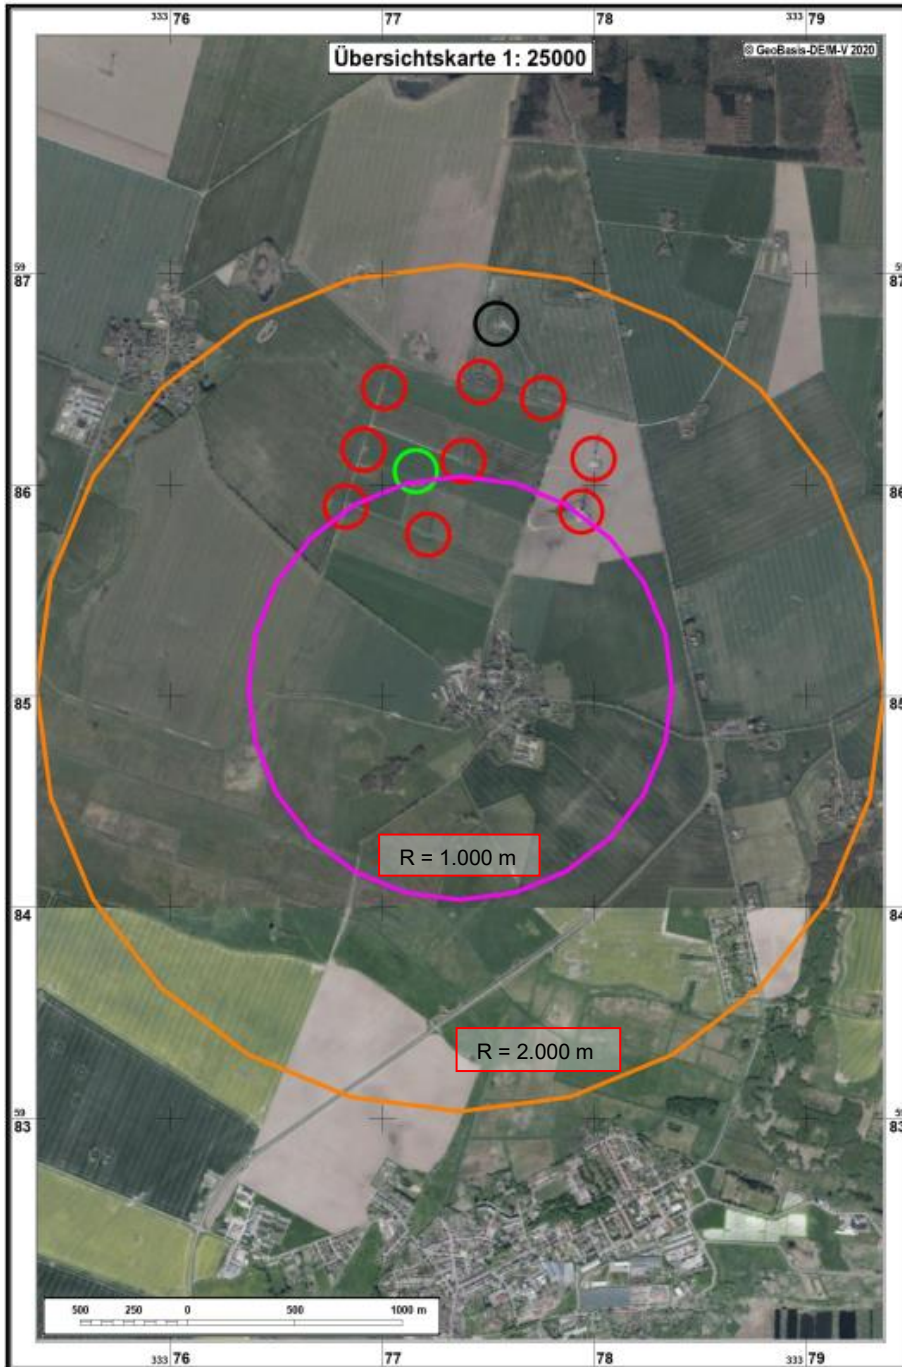 333 76 77 78 333 79
Übersichtskarte 1: 25000
© GeoBasis-DE/M-V 2020
59 87 59 87
86 86
85 85
R = 1.000 m
84 84
R = 2.000 m
59 83 59 83
500 250 0 500 1000 m
333 76 77 78 333 79